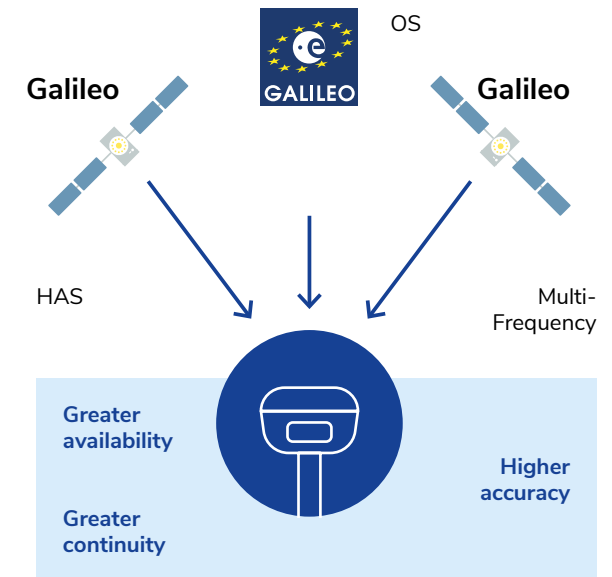 OS
GALILEO
Galileo
Galileo
HAS
Multi-
Frequency
Greater
availability
Higher
accuracy
Greater
continuity